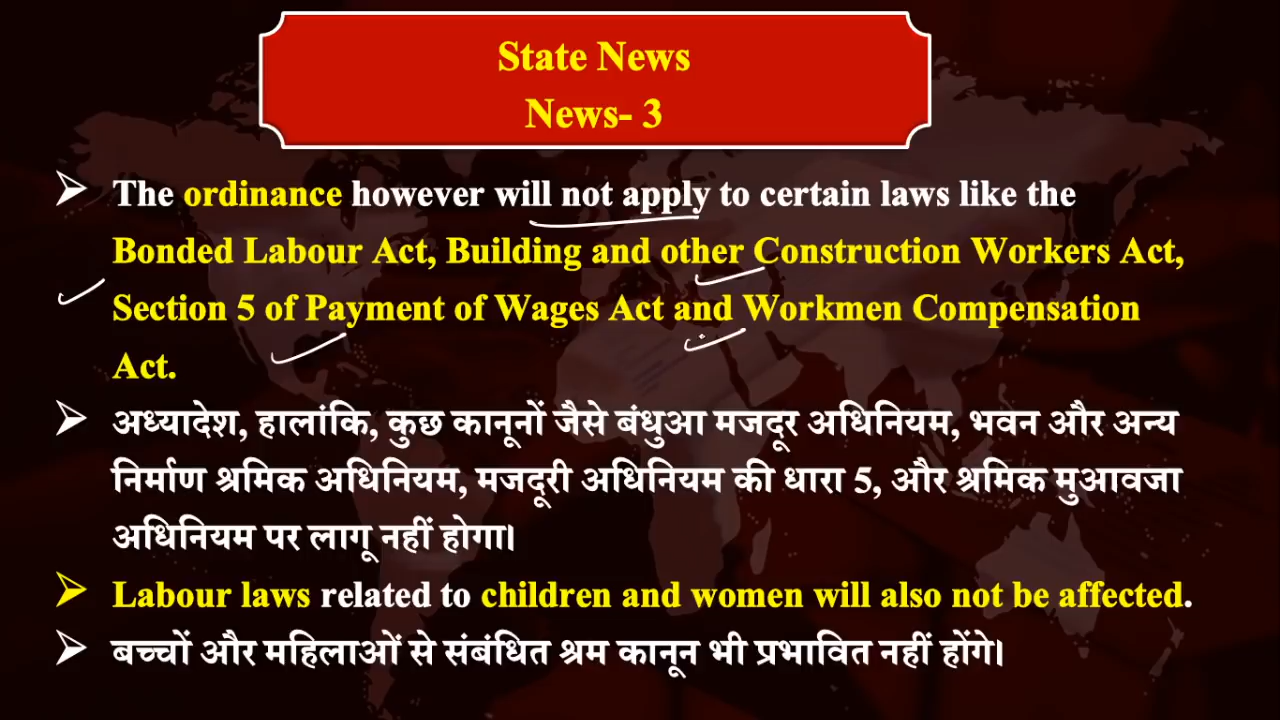 State News
News- 3
The ordinance however will not apply to certain laws like the
Bonded Labour Act, Building and other Construction Workers Act,
Section 5 of Payment of Wages Act and Workmen Compensation
Act.
अध्यादेश, हालांकि, कुछ कानूनों जैसे बंधुआ मजदूर अधिनियम, भवन और अन्य
निर्माण श्रमिक अधिनियम, मजदूरी अधिनियम की धारा 5, और श्रमिक मुआवजा
अधिनियम पर लागू नहीं होगा।
Labour laws related to children and women will also not be affected.
बच्चों और महिलाओं से संबंधित श्रम कानून भी प्रभावित नहीं होंगे।